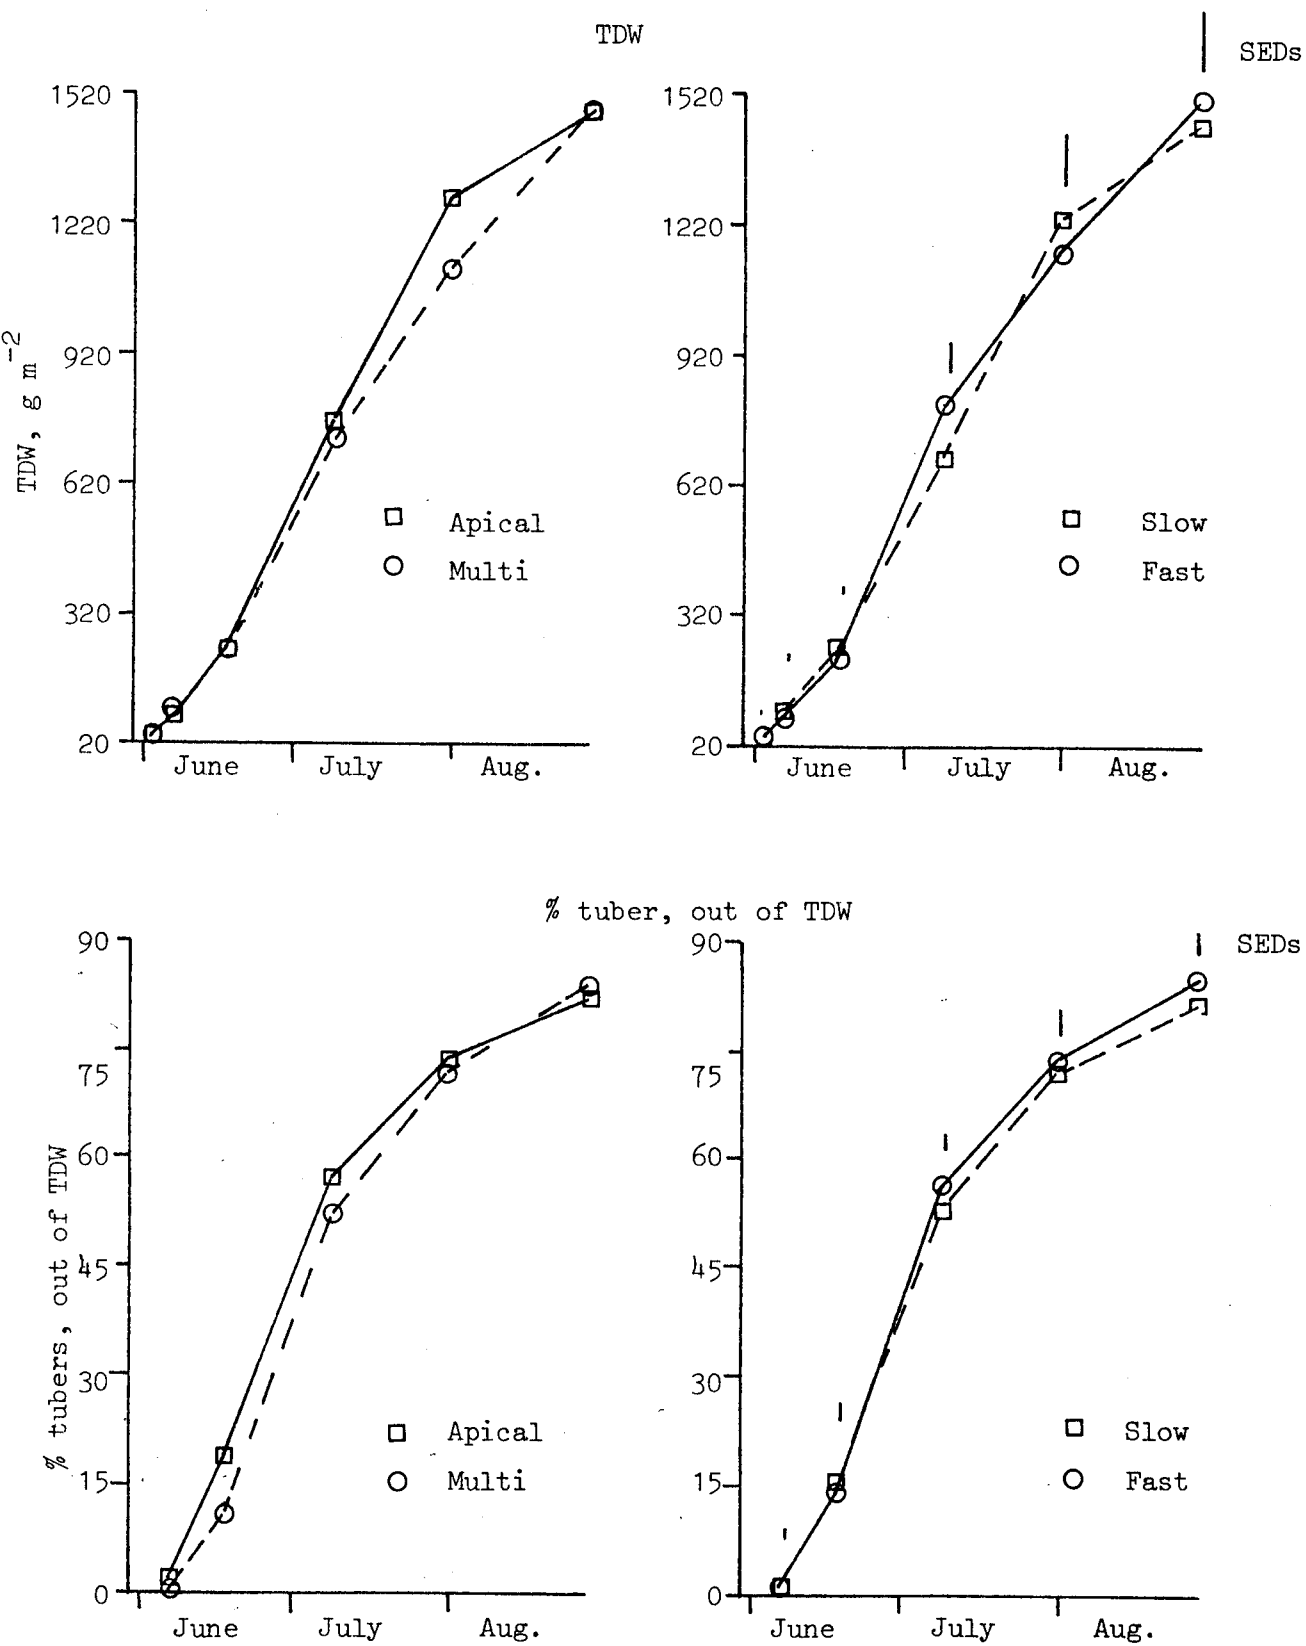 TDW
SEDs
TDW, g m⁻²
1520
1220
920
620
320
20
Apical
Multi
June July Aug.
1520
1220
920
620
320
20
Slow
Fast
June July Aug.
% tuber, out of TDW
SEDs
% tubers, out of TDW
90
75
60
45
30
15
0
Apical
Multi
June July Aug.
90
75
60
45
30
15
0
Slow
Fast
June July Aug.